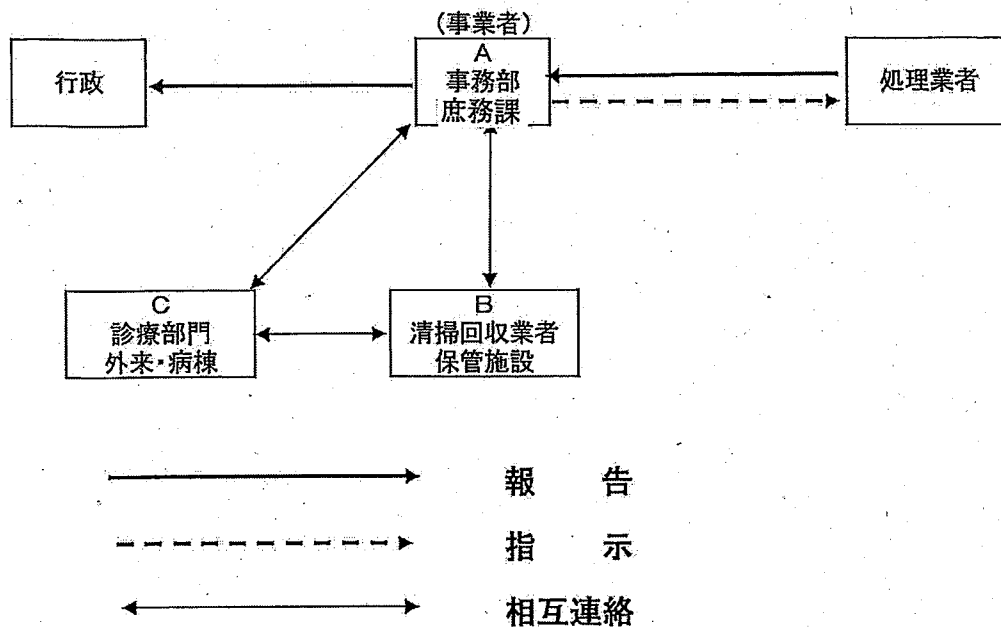 (事業者)
行政
A
事務部
庶務課
処理業者
C
診療部門
外来・病棟
B
清掃回収業者
保管施設
報 告
指 示
相互連絡